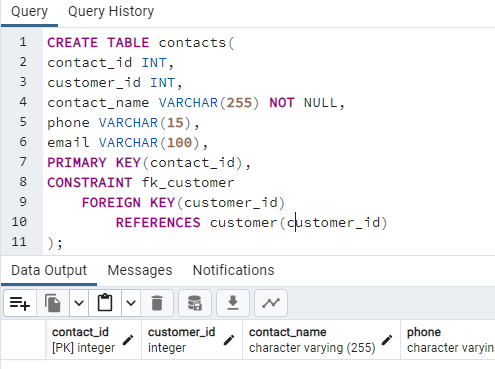 Query Query History
1 CREATE TABLE contacts(
2 contact_id INT,
3 customer_id INT,
4 contact_name VARCHAR(255) NOT NULL,
5 phone VARCHAR(15),
6 email VARCHAR(100),
7 PRIMARY KEY(contact_id),
8 CONSTRAINT fk_customer
9 FOREIGN KEY(customer_id)
10 REFERENCES customer(customer_id)
11 );
Data Output Messages Notifications
contact_id customer_id contact_name phone
[PK] integer integer character varying (255) character varyin